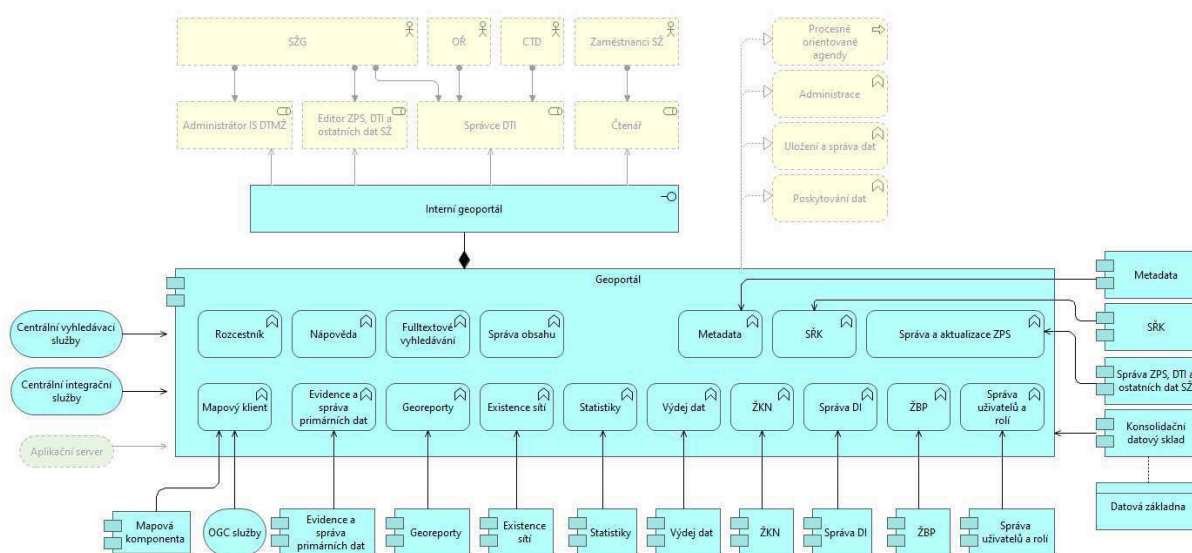 SŽG
OŘ
CTD
Zaměstnanci SŽ
Procesně
orientované
agendy
Administrátor IS DTMŽ
Editor ZPS, DTI a
ostatních dat SŽ
Správce DTI
Čtenář
Administrace
Uložení a správa dat
Poskytování dat
Interní geoportál
Geoportál
Metadata
Centrální vyhledávací
služby
Rozcestník
Nápověda
Fulltextové
vyhledávání
Správa obsahu
Metadata
SŘK
Správa a aktualizace ZPS
SŘK
Centrální integrační
služby
Mapový klient
Evidence a
správa
primárních dat
Georeporty
Existence sítí
Statistiky
Výdej dat
ŽKN
Správa DI
ŽBP
Správa
uživatelů a
rolí
Správa ZPS, DTI a
ostatních dat SŽ
Aplikační server
Konsolidační
datový sklad
Datová základna
Mapová
komponenta
OGC služby
Evidence a
správa
primárních dat
Georeporty
Existence
sítí
Statistiky
Výdej dat
ŽKN
Správa DI
ŽBP
Správa
uživatelů a rolí